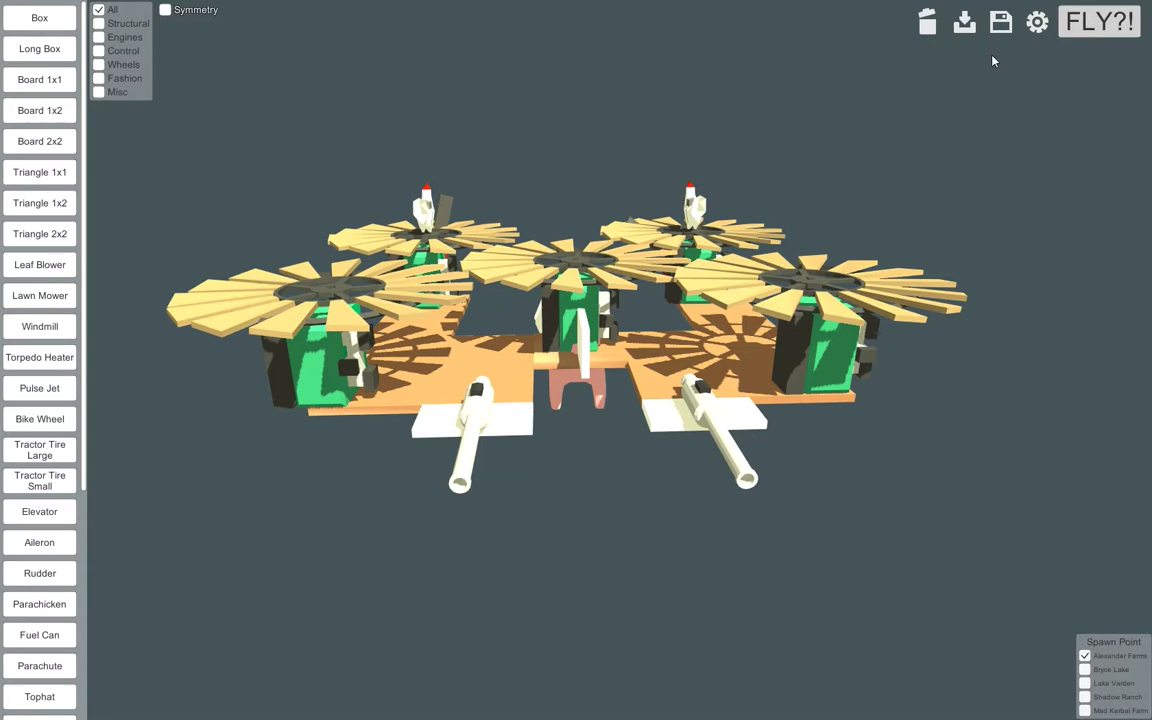 Box
Long Box
Board 1x1
Board 1x2
Board 2x2
Triangle 1x1
Triangle 1x2
Triangle 2x2
Leaf Blower
Lawn Mower
Windmill
Torpedo Heater
Pulse Jet
Bike Wheel
Tractor Tire
Large
Tractor Tire
Small
Elevator
Aileron
Rudder
Parachicken
Fuel Can
Parachute
Tophat
All
Structural
Engines
Control
Wheels
Fashion
Misc
Symmetry
FLY?!
Spawn Point
Alexander Farms
Bryce Lake
Lake Varden
Shadow Ranch
Mad Kerbal Farm